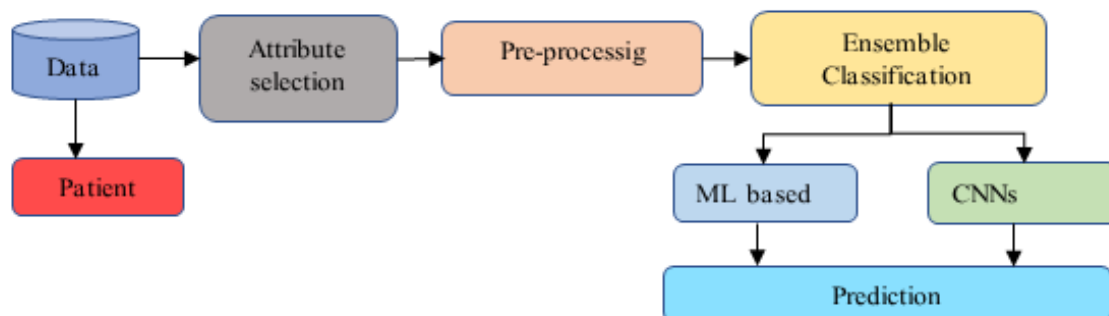 Data
Attribute
selection
Pre-processig
Ensemble
Classification
Patient
ML based
CNNs
Prediction